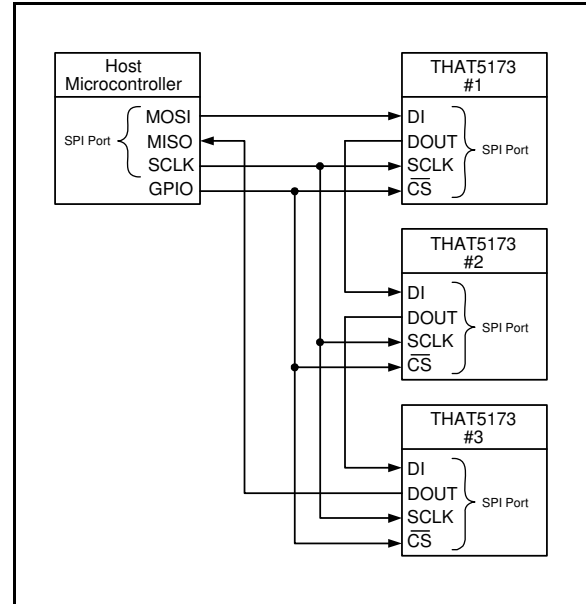 Host
Microcontroller
SPI Port
MOSI
MISO
SCLK
GPIO
THAT5173
#1
DI
DOUT
SCLK
CS
SPI Port
THAT5173
#2
DI
DOUT
SCLK
CS
SPI Port
THAT5173
#3
DI
DOUT
SCLK
CS
SPI Port